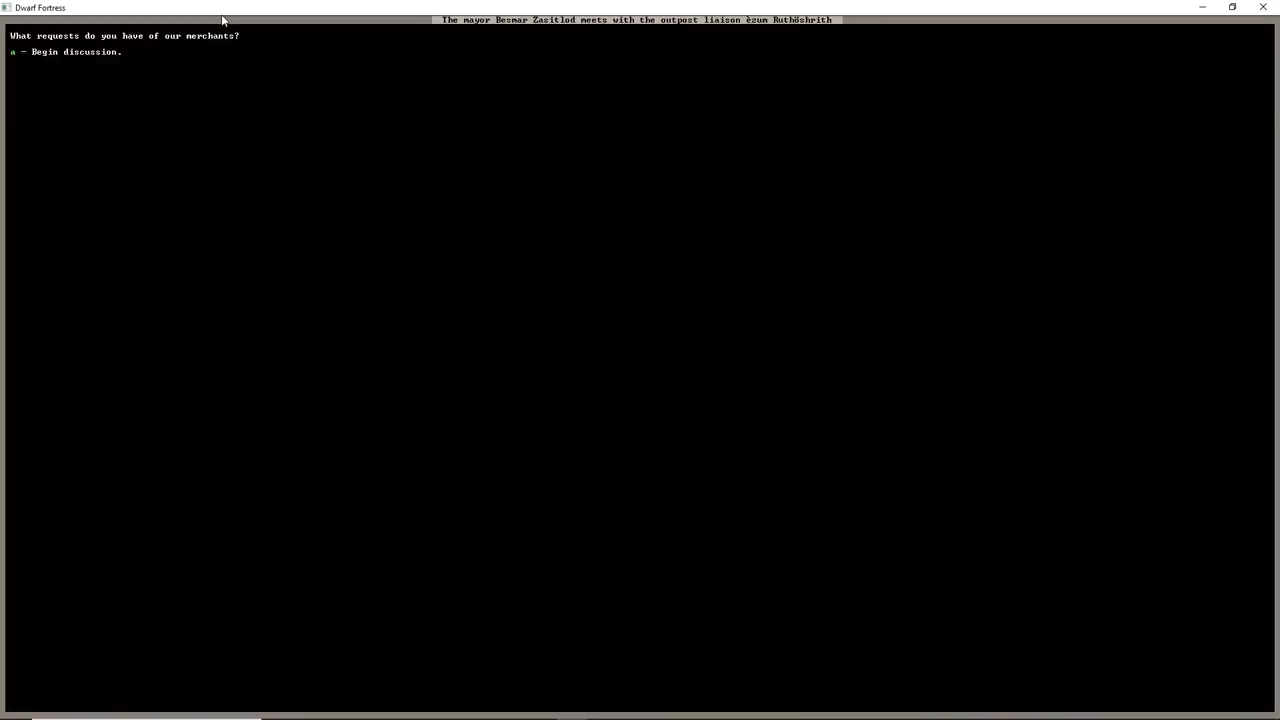 Dwarf Fortress
The mayor Besmar Zasitlod meets with the outpost liaison èzum Ruthöshrith
What requests do you have of our merchants?
a - Begin discussion.